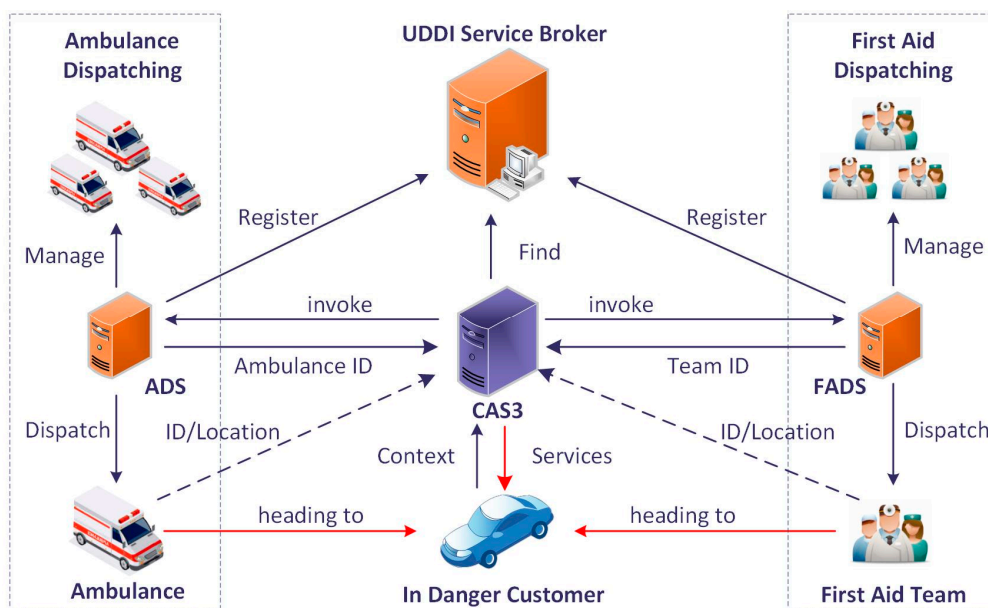 Ambulance
Dispatching
UDDI Service Broker
First Aid
Dispatching
Register
Register
Manage
Find
Manage
invoke
invoke
Ambulance ID
Team ID
ADS
CAS3
FADS
Dispatch
ID/Location
ID/Location
Dispatch
Context
Services
heading to
heading to
Ambulance
In Danger Customer
First Aid Team